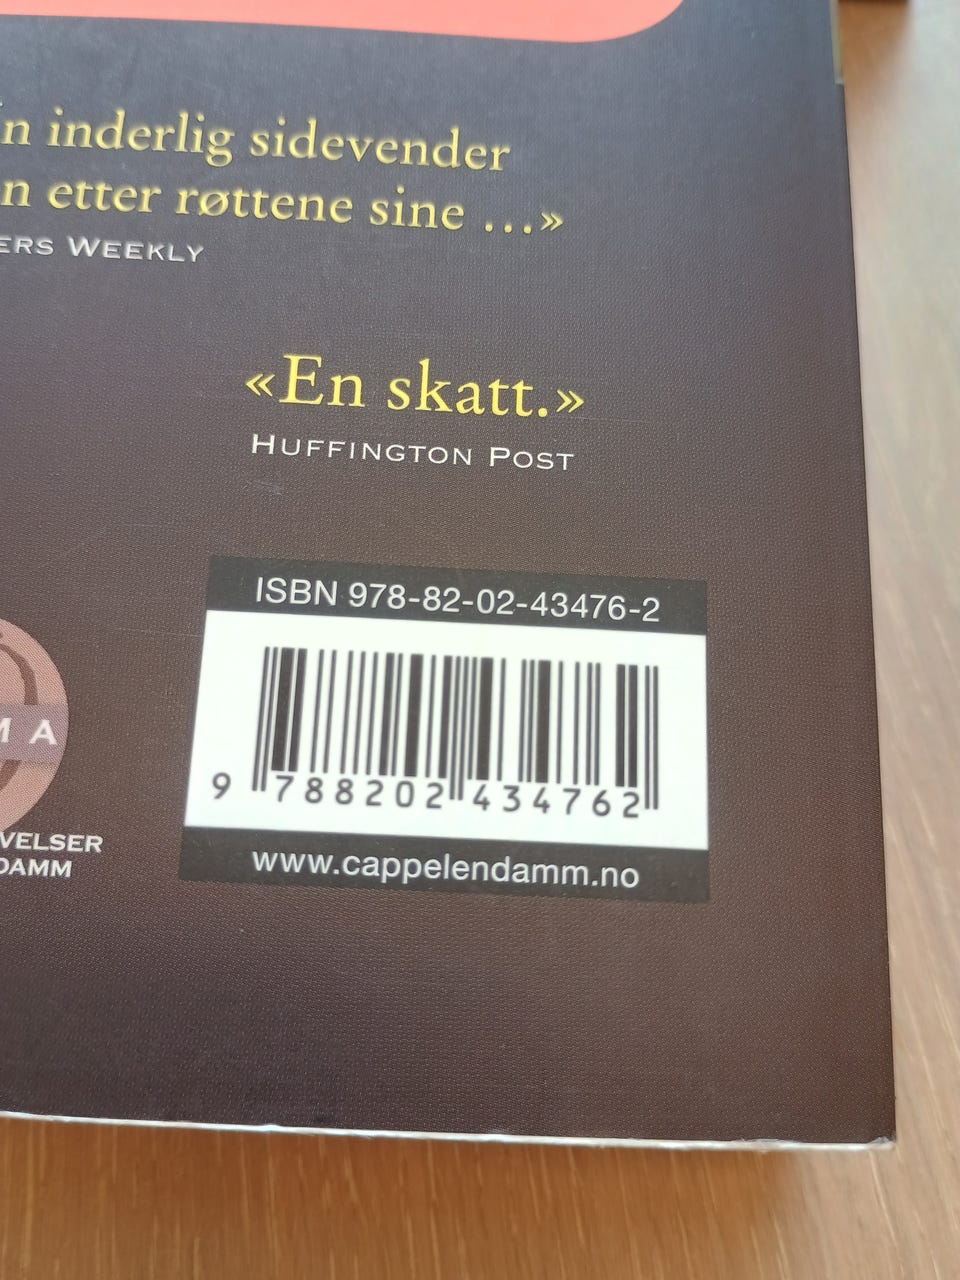 n inderlig sidevender
n etter røttene sine ...»
ERS WEEKLY
«En skatt.»
HUFFINGTON POST
ISBN 978-82-02-43476-2
9 788202 434762
www.cappelendamm.no
M A
VELSER
DAMM